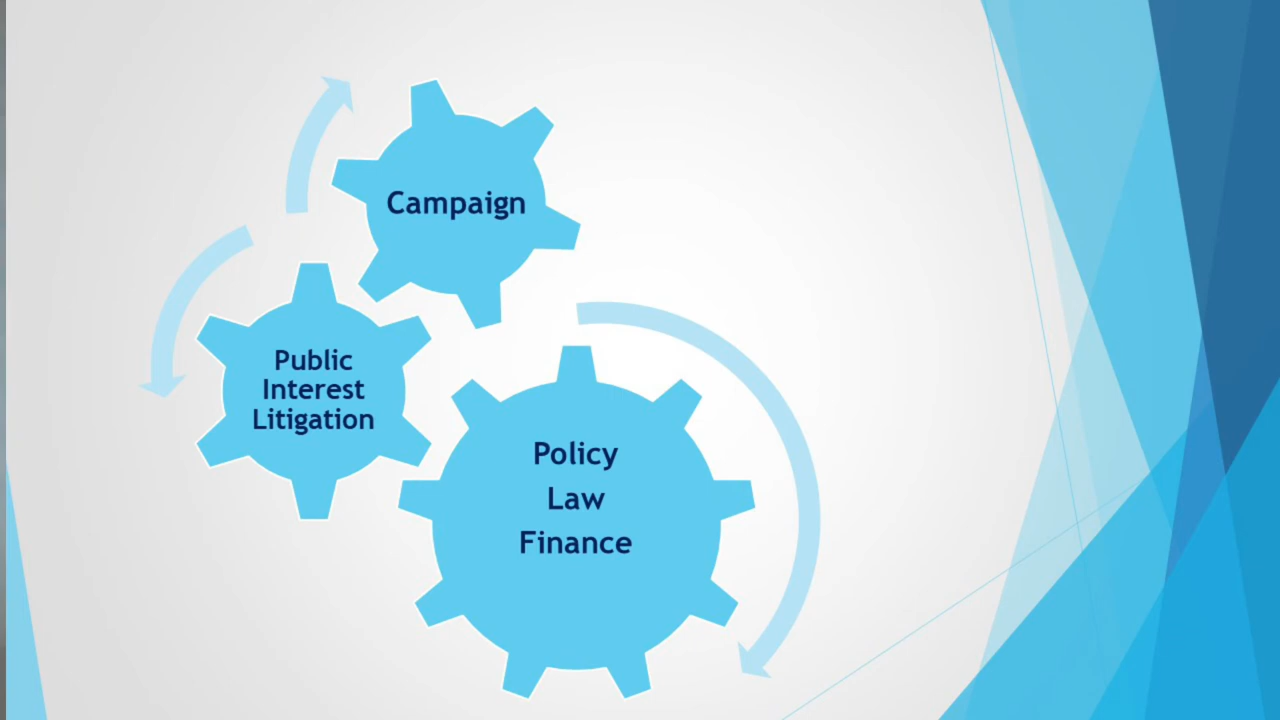 Campaign
Public
Interest
Litigation
Policy
Law
Finance